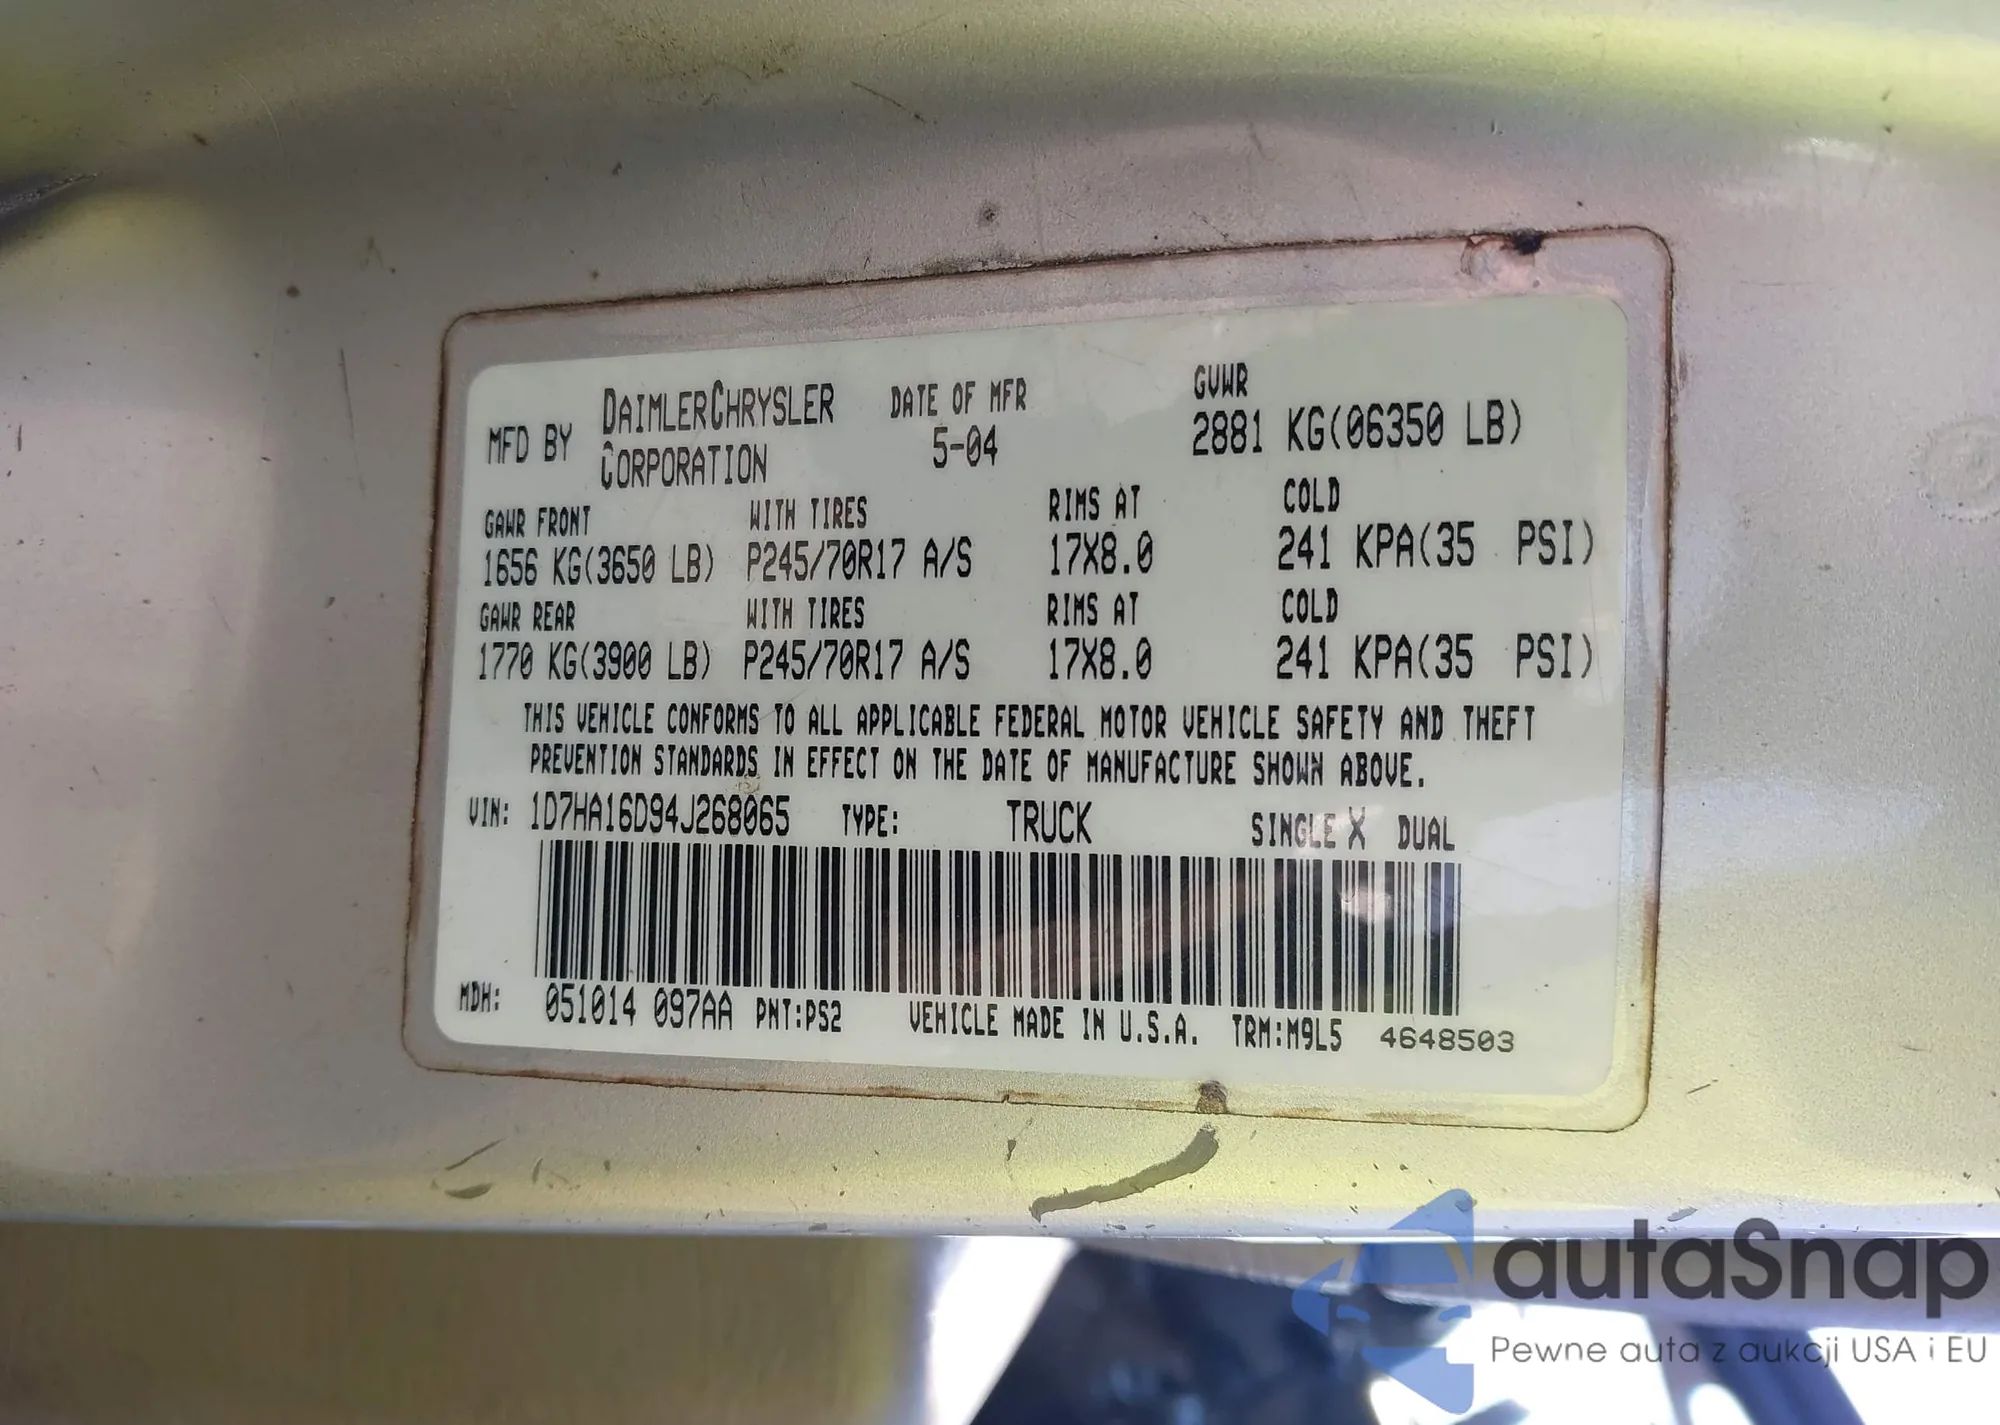 MFD BY DAIMLERCHRYSLER CORPORATION DATE OF MFR 5-04 GVWR 2881 KG(06350 LB)
GAWR FRONT WITH TIRES RIMS AT COLD
1656 KG(3650 LB) P245/70R17 A/S 17X8.0 241 KPA(35 PSI)
GAWR REAR WITH TIRES RIMS AT COLD
1770 KG(3900 LB) P245/70R17 A/S 17X8.0 241 KPA(35 PSI)
THIS VEHICLE CONFORMS TO ALL APPLICABLE FEDERAL MOTOR VEHICLE SAFETY AND THEFT
PREVENTION STANDARDS IN EFFECT ON THE DATE OF MANUFACTURE SHOWN ABOVE.
VIN: 1D7HA16D94J268065 TYPE: TRUCK SINGLE X DUAL
MDH: 051014 097AA PNT:PS2 VEHICLE MADE IN U.S.A. TRM:M9L5 4648503
autaSnap
Pewne auta z aukcji USA i EU